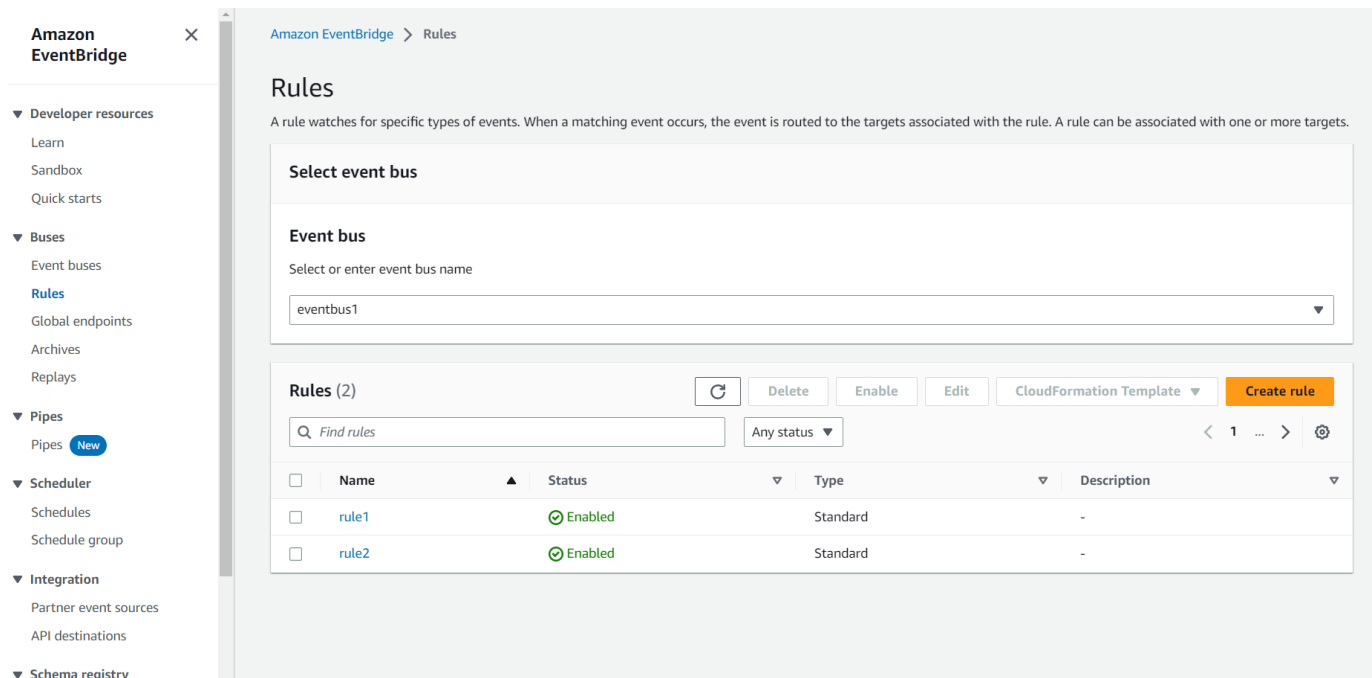 Amazon
EventBridge
Developer resources
Learn
Sandbox
Quick starts
Buses
Event buses
Rules
Global endpoints
Archives
Replays
Pipes
Pipes New
Scheduler
Schedules
Schedule group
Integration
Partner event sources
API destinations
Schema registry
Amazon EventBridge > Rules
Rules
A rule watches for specific types of events. When a matching event occurs, the event is routed to the targets associated with the rule. A rule can be associated with one or more targets.
Select event bus
Event bus
Select or enter event bus name
eventbus1
Rules (2) Delete Enable Edit CloudFormation Template Create rule
Find rules Any status 1 ...
Name Status Type Description
rule1 Enabled Standard -
rule2 Enabled Standard -